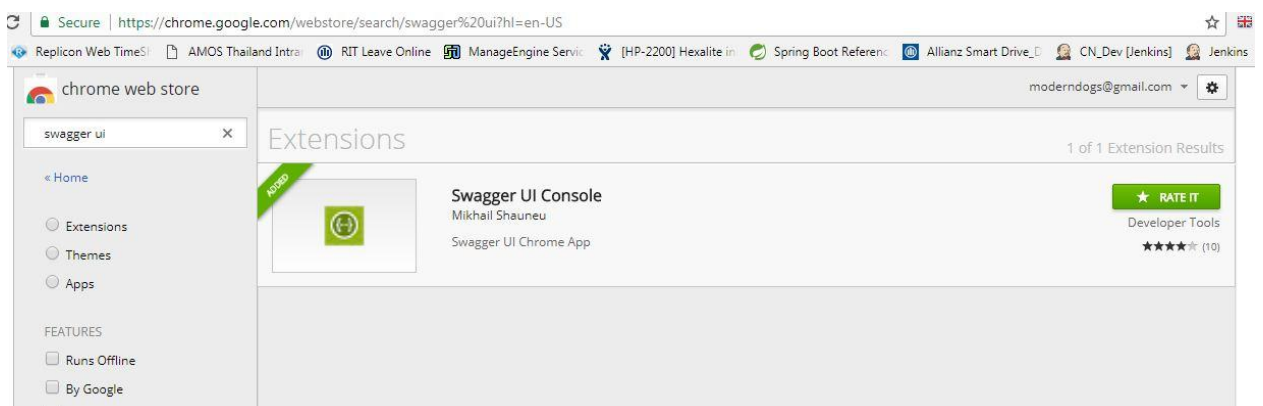 Secure | https://chrome.google.com/webstore/search/swagger%20ui?hl=en-US
Replicon Web TimeSh AMOS Thailand Intra RIT Leave Online ManageEngine Servic [HP-2200] Hexalite in Spring Boot Referenc Allianz Smart Drive_D CN_Dev [Jenkins] Jenkins
chrome web store
moderndogs@gmail.com
swagger ui
Extensions
1 of 1 Extension Results
« Home
ADDED
Swagger UI Console
Mikhail Shauneu
Swagger UI Chrome App
RATE IT
Developer Tools
(10)
Extensions
Themes
Apps
FEATURES
Runs Offline
By Google